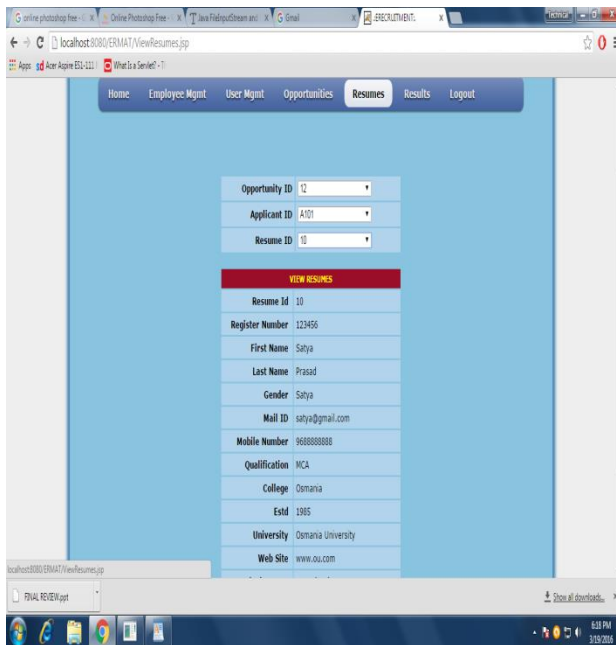 online photoshop free - 
Online Photoshop Free - 
Java FileInputStream and
Gmail
:ERECRUITMENT:.
Technical
localhost:8080/ERMAT/ViewResumes.jsp
Apps
Acer Aspire ES1-111
What Is a Servlet? - T
Home Employee Mgmt User Mgmt Opportunities Resumes Results Logout
Opportunity ID 12
Applicant ID A101
Resume ID 10
VIEW RESUMES
Resume Id 10
Register Number 123456
First Name Satya
Last Name Prasad
Gender Satya
Mail ID satya@gmail.com
Mobile Number 9688888888
Qualification MCA
College Osmania
Estd 1985
University Osmania University
Web Site www.ou.com
localhost:8080/ERMAT/ViewResumes.jsp
FINAL REVIEW.ppt
Show all downloads...
6:18 PM
3/19/2016